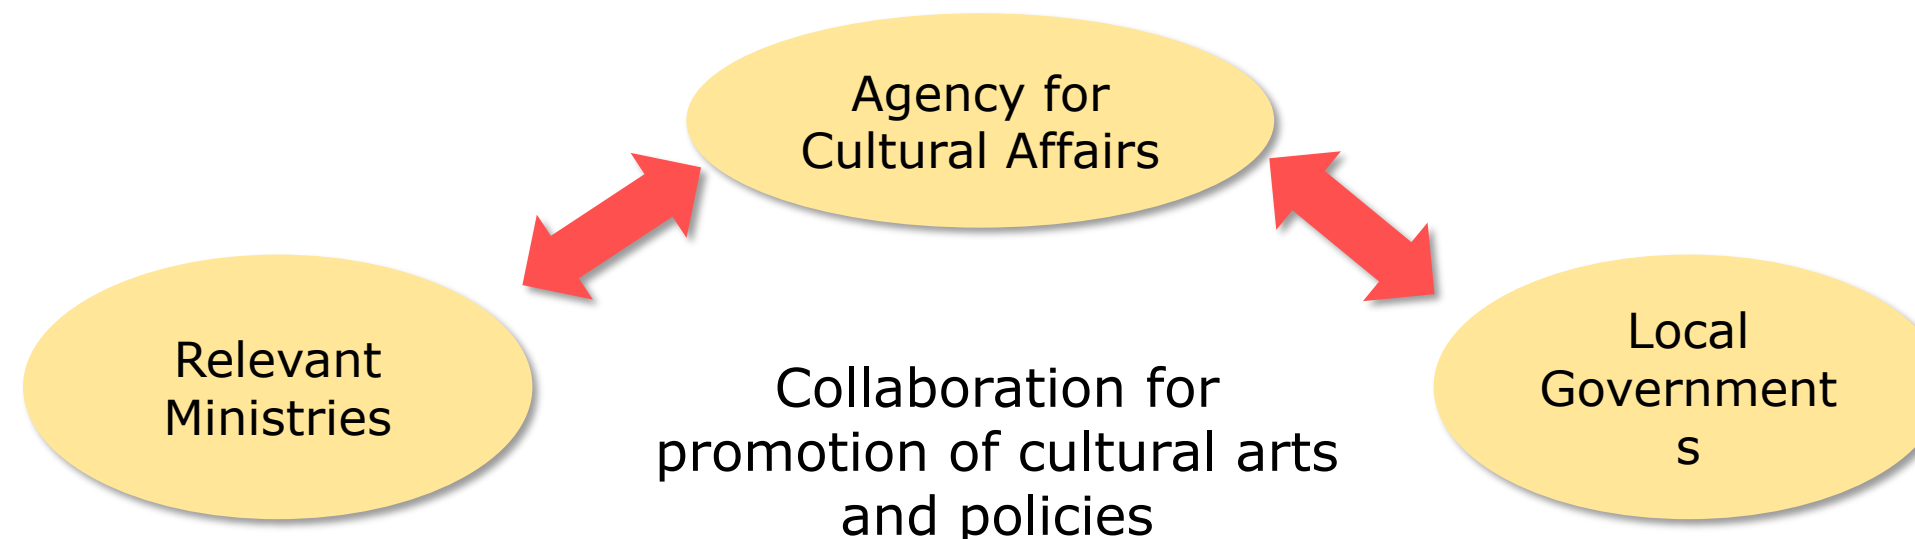 Agency for
Cultural Affairs
Relevant
Ministries
Collaboration for
promotion of cultural arts
and policies
Local
Government
s